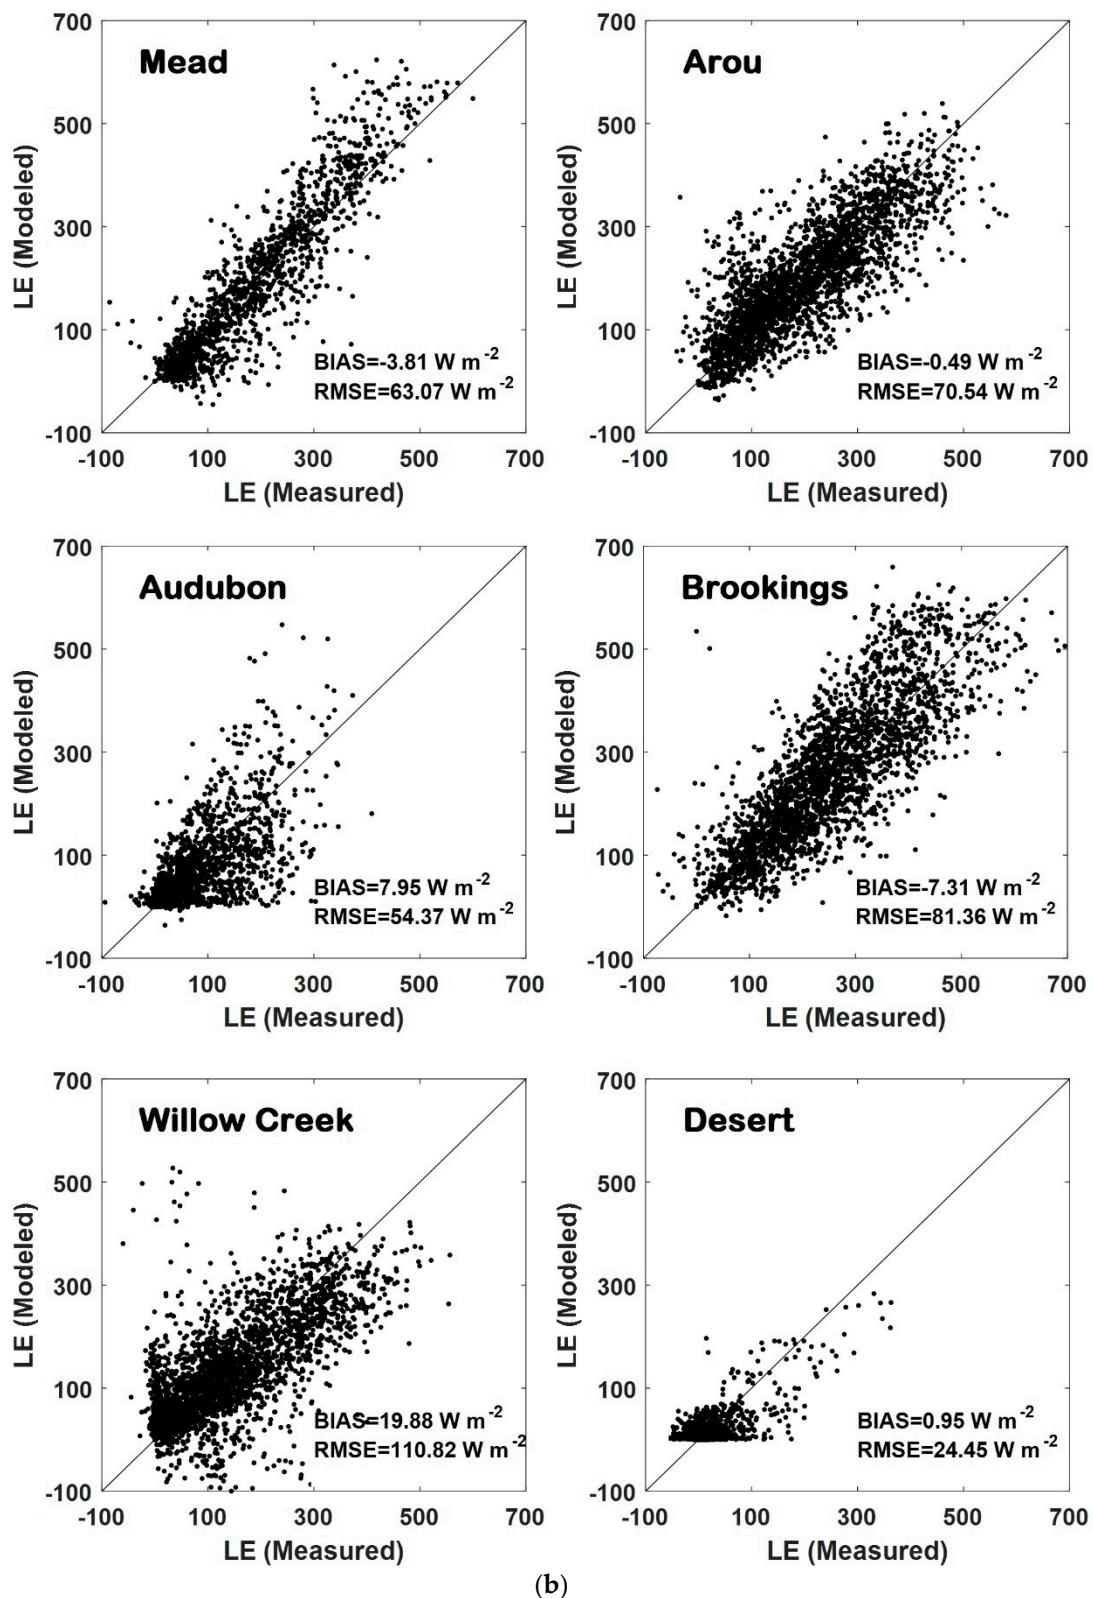 Mead
700
500
300
100
-100
LE (Modeled)
BIAS=-3.81 W m-2
RMSE=63.07 W m-2
-100 100 300 500 700
LE (Measured)
Arou
700
500
300
100
-100
LE (Modeled)
BIAS=-0.49 W m-2
RMSE=70.54 W m-2
-100 100 300 500 700
LE (Measured)
Audubon
700
500
300
100
-100
LE (Modeled)
BIAS=7.95 W m-2
RMSE=54.37 W m-2
-100 100 300 500 700
LE (Measured)
Brookings
700
500
300
100
-100
LE (Modeled)
BIAS=-7.31 W m-2
RMSE=81.36 W m-2
-100 100 300 500 700
LE (Measured)
Willow Creek
700
500
300
100
-100
LE (Modeled)
BIAS=19.88 W m-2
RMSE=110.82 W m-2
-100 100 300 500 700
LE (Measured)
Desert
700
500
300
100
-100
LE (Modeled)
BIAS=0.95 W m-2
RMSE=24.45 W m-2
-100 100 300 500 700
LE (Measured)
(b)